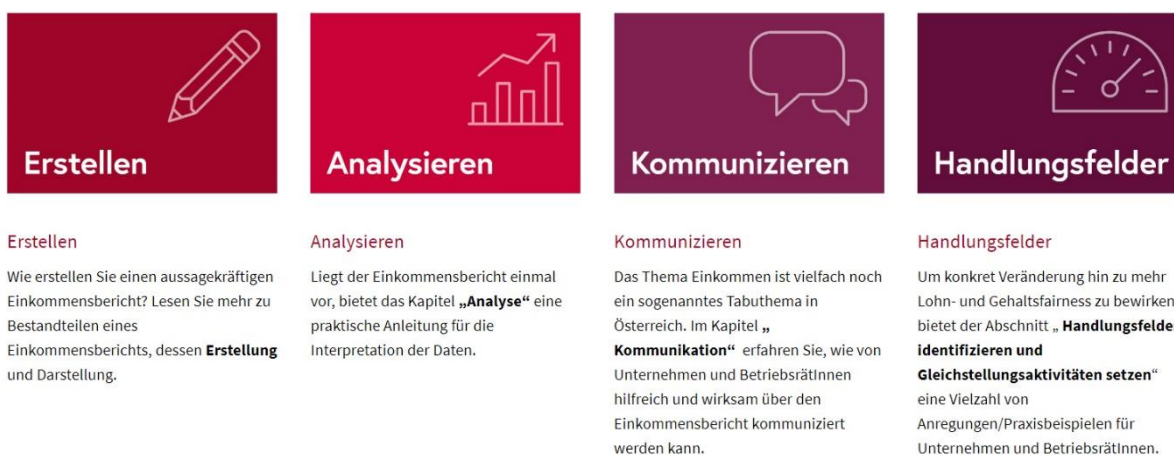 Erstellen
Analysieren
Kommunizieren
Handlungsfelder
Erstellen
Wie erstellen Sie einen aussagekräftigen
Einkommensbericht? Lesen Sie mehr zu
Bestandteilen eines
Einkommensberichts, dessen Erstellung
und Darstellung.
Analysieren
Liegt der Einkommensbericht einmal
vor, bietet das Kapitel „Analyse“ eine
praktische Anleitung für die
Interpretation der Daten.
Kommunizieren
Das Thema Einkommen ist vielfach noch
ein sogenanntes Tabuthema in
Österreich. Im Kapitel „
Kommunikation“ erfahren Sie, wie von
Unternehmen und BetriebsrätInnen
hilfreich und wirksam über den
Einkommensbericht kommuniziert
werden kann.
Handlungsfelder
Um konkret Veränderung hin zu mehr
Lohn- und Gehaltsfairness zu bewirken
bietet der Abschnitt „ Handlungsfelde
identifizieren und
Gleichstellungsaktivitäten setzen“
eine Vielzahl von
Anregungen/Praxisbeispielen für
Unternehmen und BetriebsrätInnen.